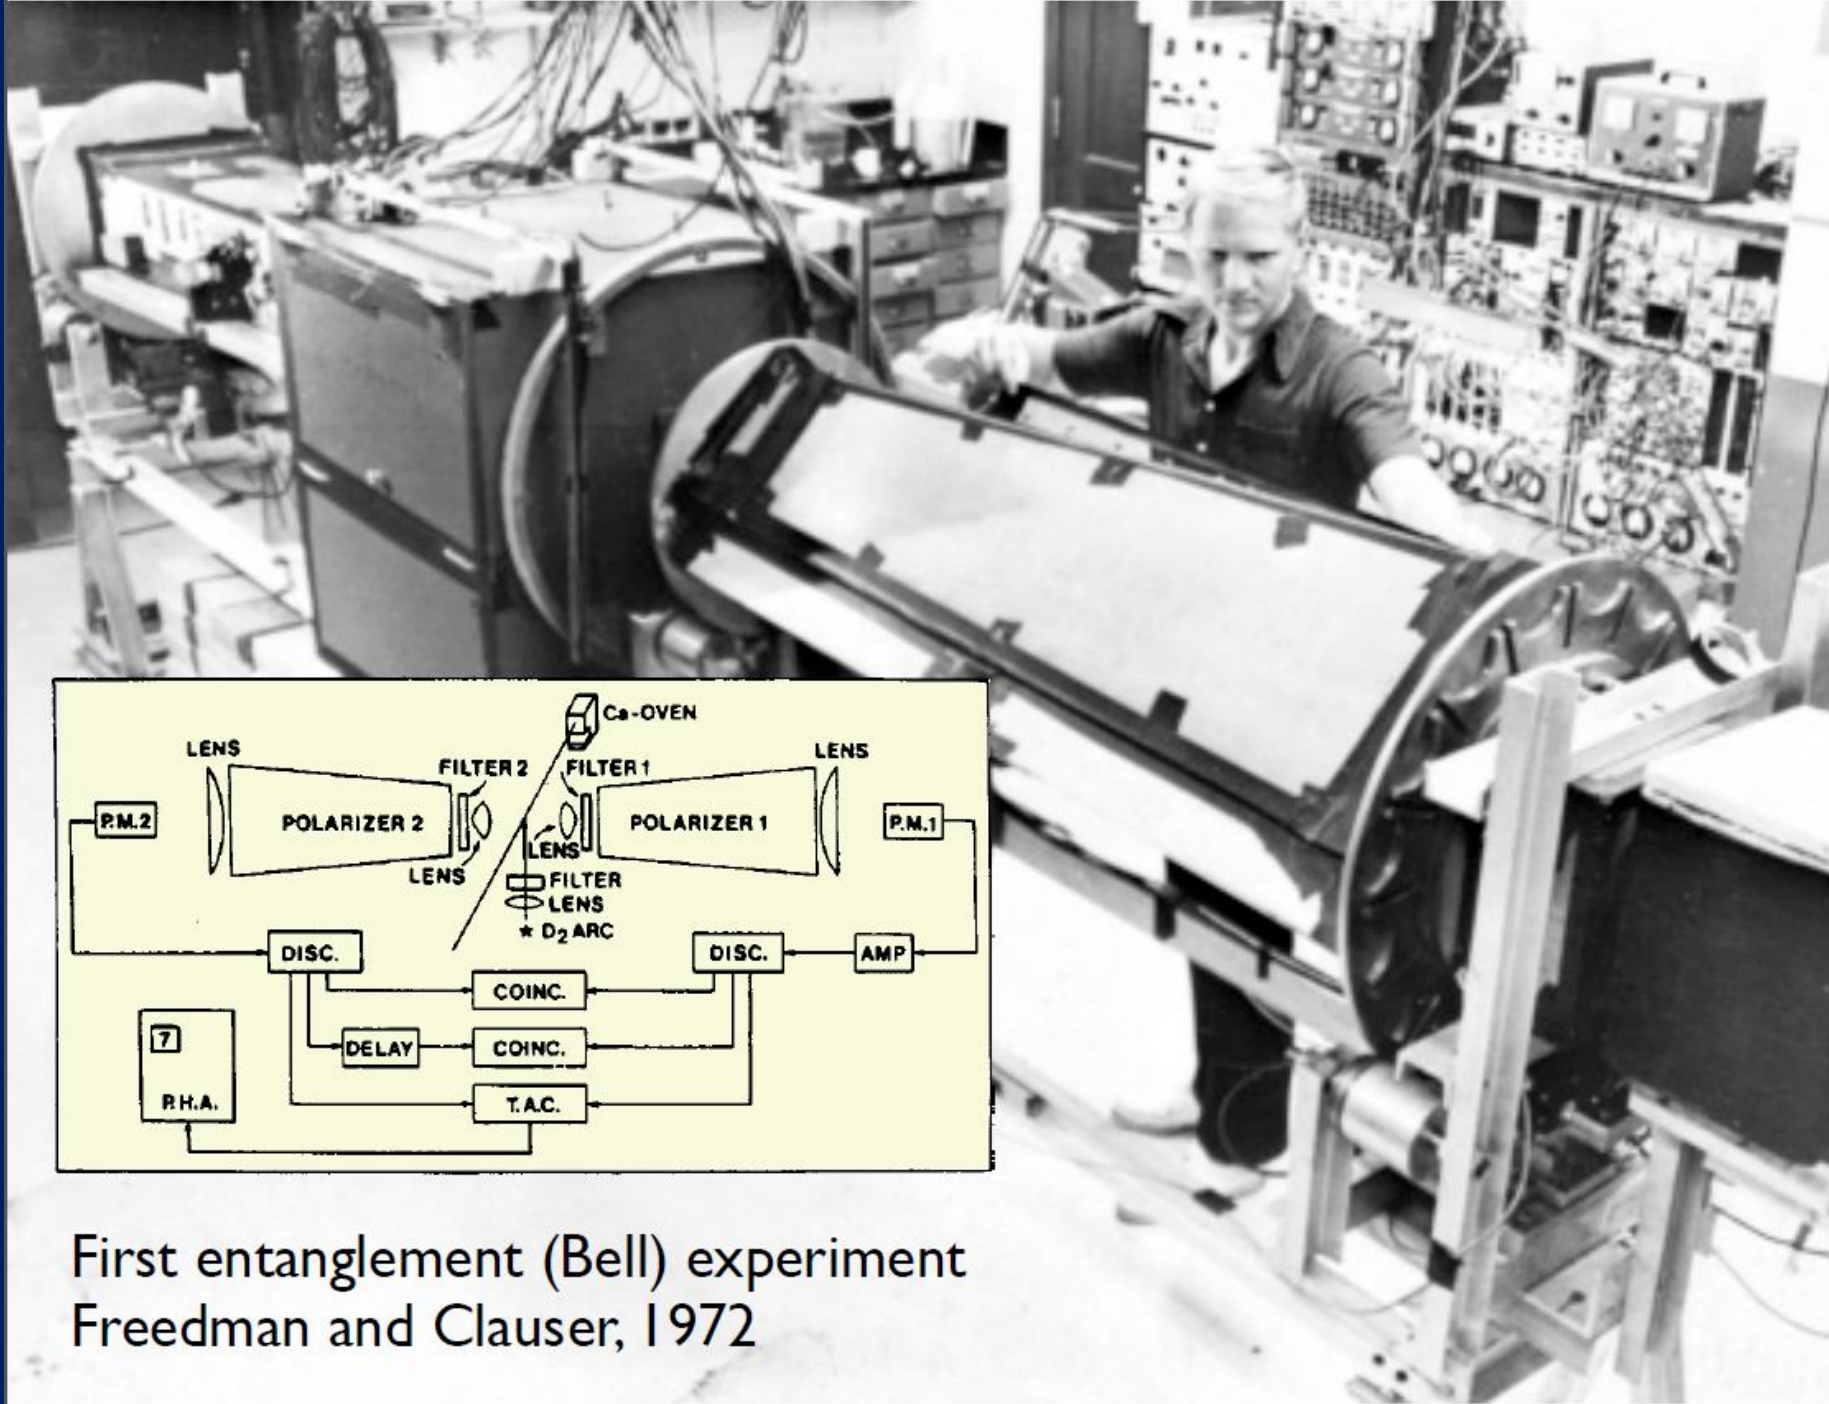 Ca-OVEN
LENS
FILTER 2
FILTER 1
LENS
P.M.2
POLARIZER 2
POLARIZER 1
P.M.1
LENS
LENS
FILTER
LENS
* D2 ARC
DISC.
DISC.
AMP
COINC.
7
DELAY
COINC.
P.H.A.
T.A.C.
First entanglement (Bell) experiment
Freedman and Clauser, 1972